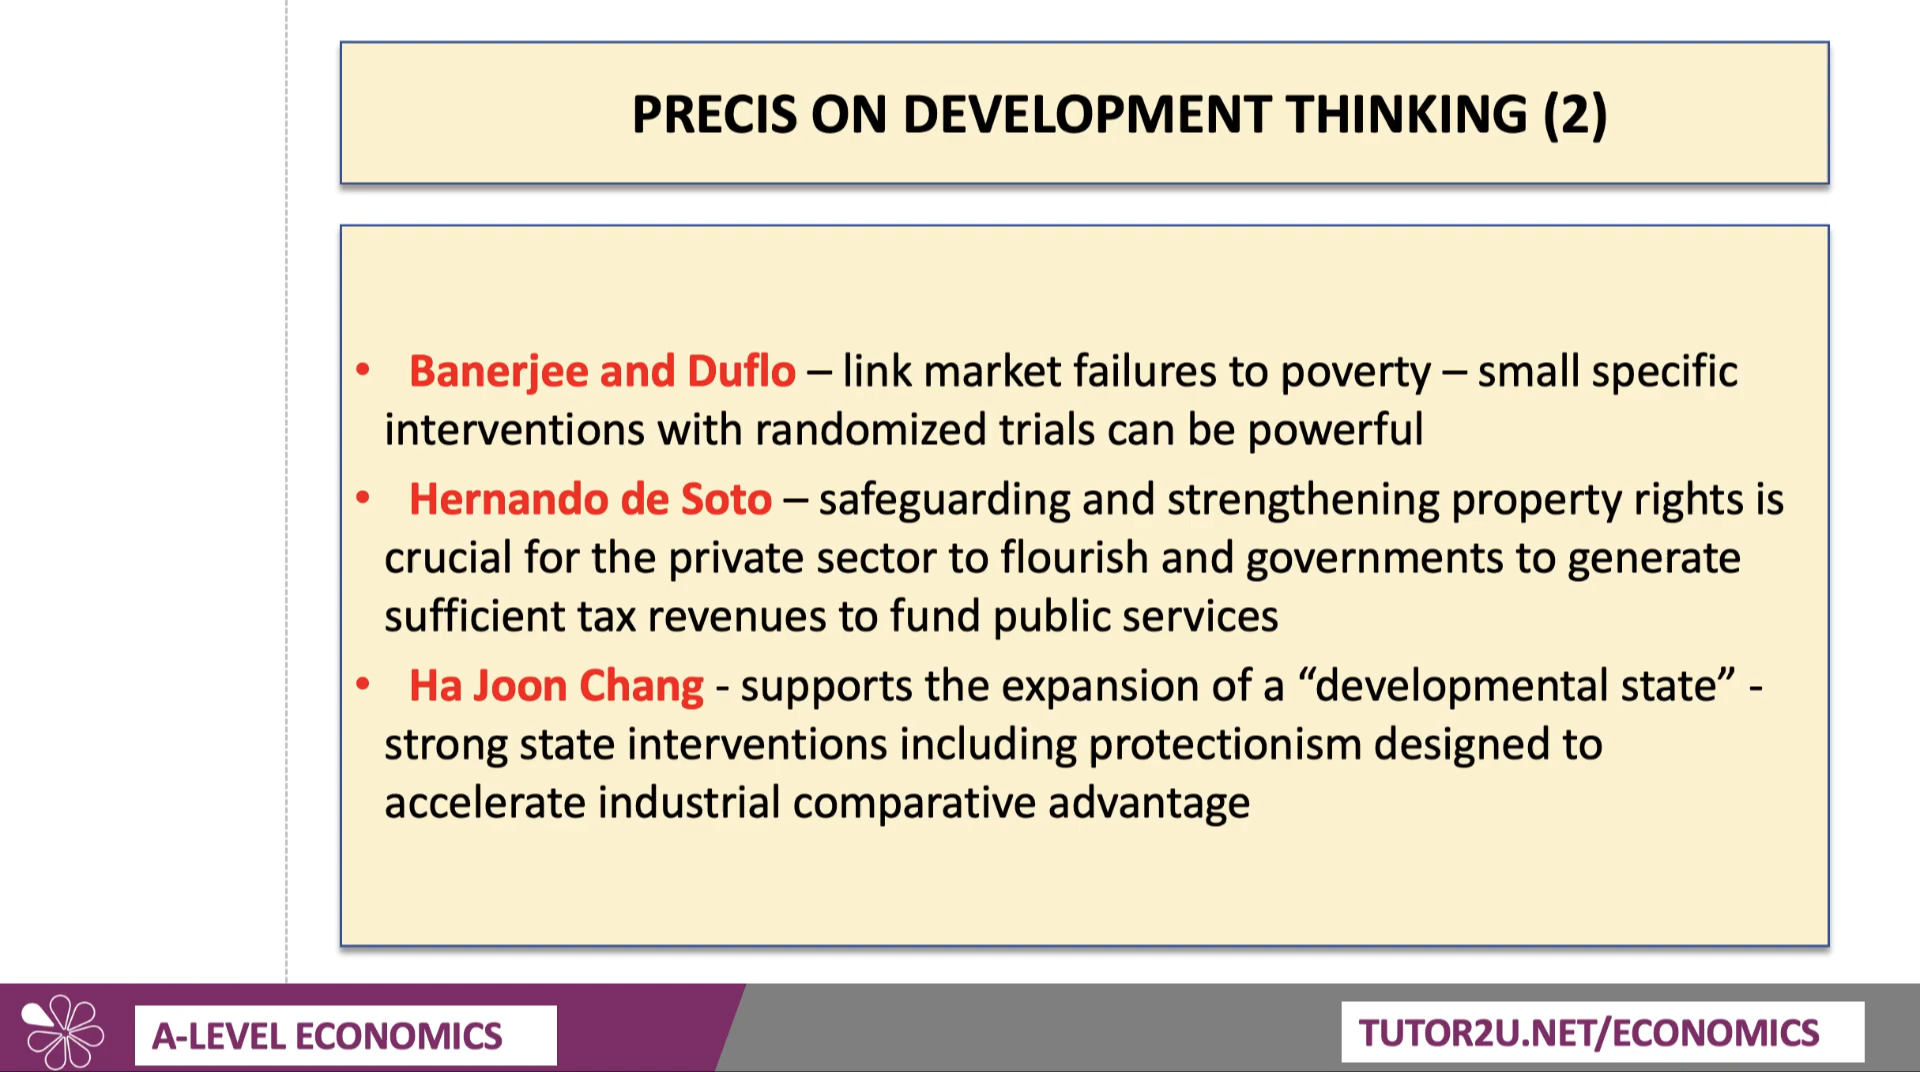 PRECIS ON DEVELOPMENT THINKING (2)
• Banerjee and Duflo – link market failures to poverty – small specific
interventions with randomized trials can be powerful
• Hernando de Soto – safeguarding and strengthening property rights is
crucial for the private sector to flourish and governments to generate
sufficient tax revenues to fund public services
• Ha Joon Chang - supports the expansion of a “developmental state” -
strong state interventions including protectionism designed to
accelerate industrial comparative advantage
A-LEVEL ECONOMICS
TUTOR2U.NET/ECONOMICS